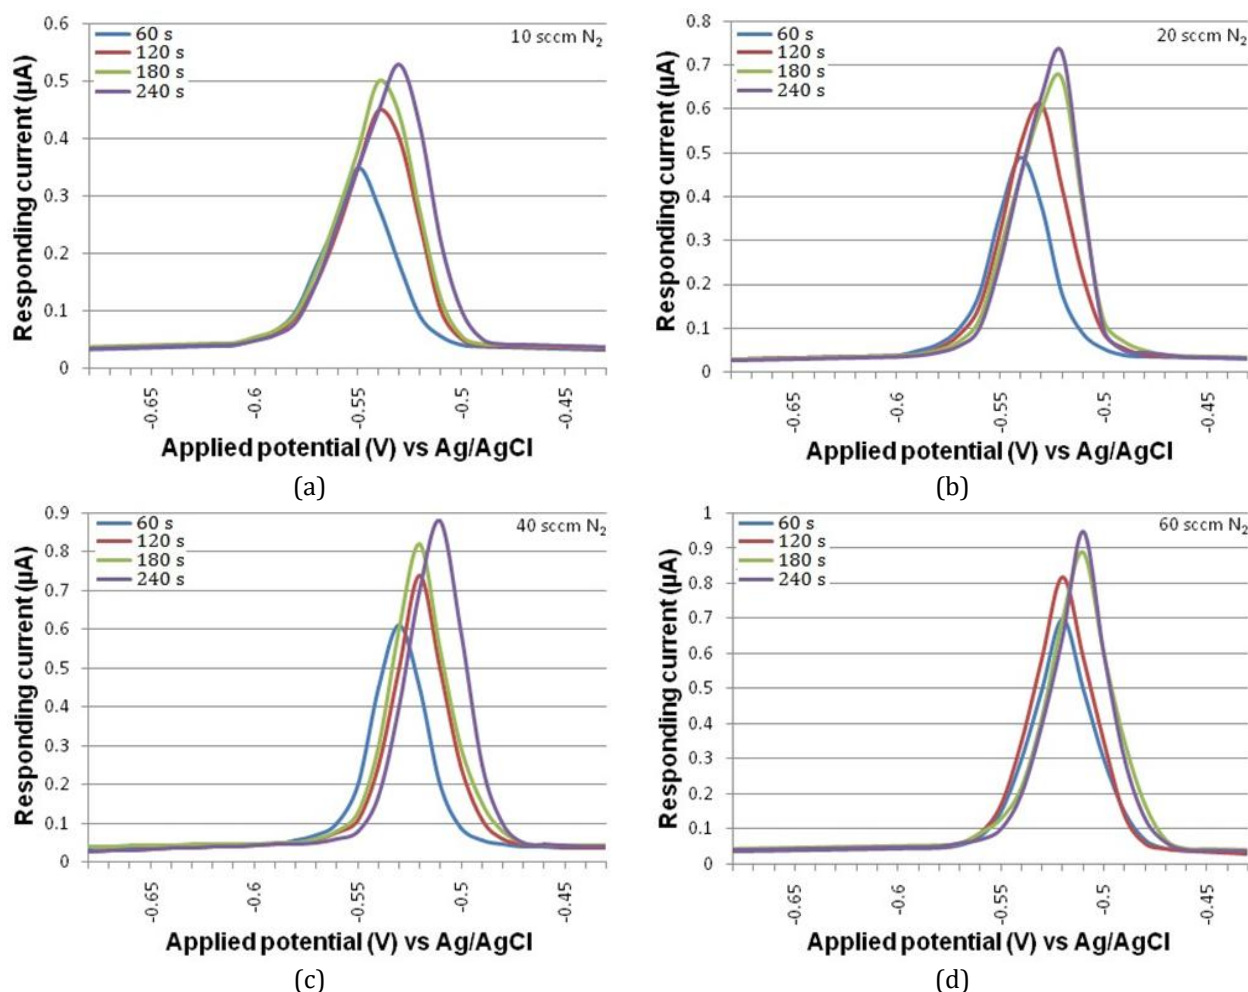 0.6
0.5
0.4
0.3
0.2
0.1
0
Responding current (µA)
60 s
120 s
180 s
240 s
10 sccm N2
-0.65
-0.6
-0.55
-0.5
-0.45
Applied potential (V) vs Ag/AgCl
(a)
0.8
0.7
0.6
0.5
0.4
0.3
0.2
0.1
0
Responding current (µA)
60 s
120 s
180 s
240 s
20 sccm N2
-0.65
-0.6
-0.55
-0.5
-0.45
Applied potential (V) vs Ag/AgCl
(b)
0.9
0.8
0.7
0.6
0.5
0.4
0.3
0.2
0.1
0
Responding current (µA)
60 s
120 s
180 s
240 s
40 sccm N2
-0.65
-0.6
-0.55
-0.5
-0.45
Applied potential (V) vs Ag/AgCl
(c)
1
0.9
0.8
0.7
0.6
0.5
0.4
0.3
0.2
0.1
0
Responding current (µA)
60 s
120 s
180 s
240 s
60 sccm N2
-0.65
-0.6
-0.55
-0.5
-0.45
Applied potential (V) vs Ag/AgCl
(d)